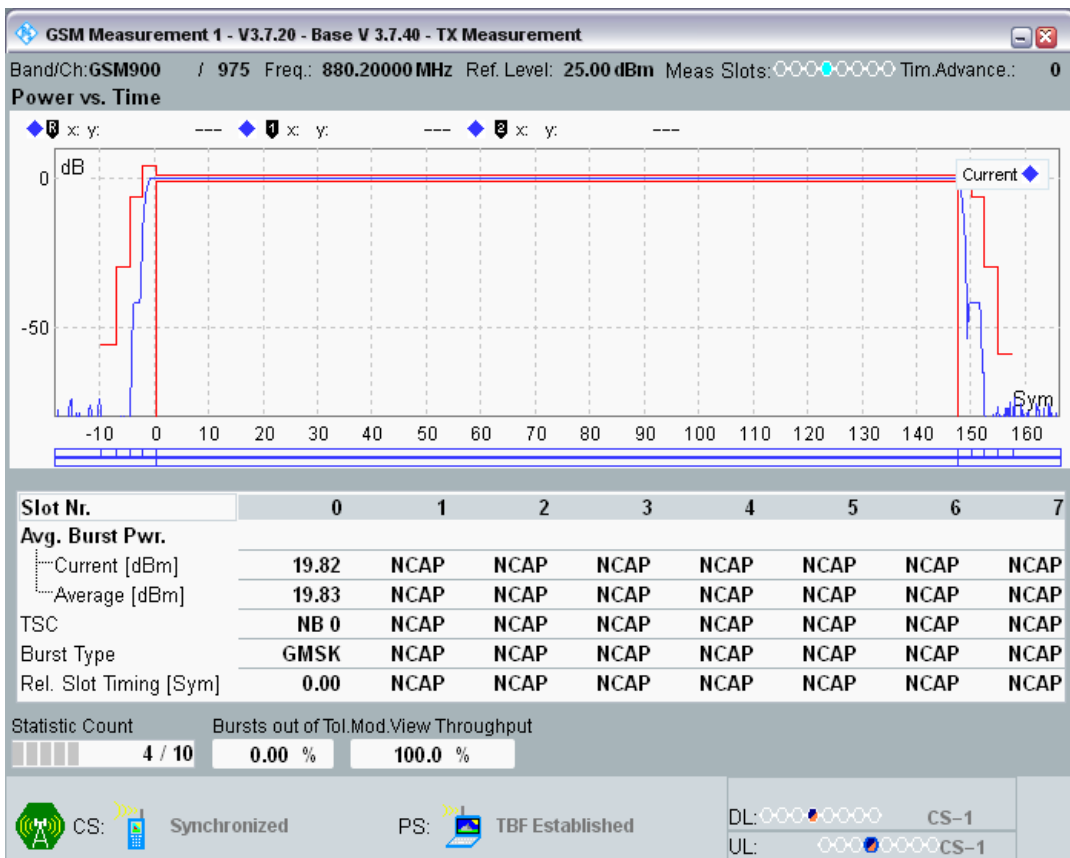 GSM Measurement 1 - V3.7.20 - Base V 3.7.40 - TX Measurement
Band/Ch:GSM900 / 975 Freq.: 880.20000 MHz Ref. Level: 25.00 dBm Meas Slots: Tim.Advance.: 0
Power vs. Time
R x: y: --- 1 x: y: --- 2 x: y: ---
dB
Current
0
-50
Sym
-10 0 10 20 30 40 50 60 70 80 90 100 110 120 130 140 150 160
Slot Nr. 0 1 2 3 4 5 6 7
Avg. Burst Pwr.
Current [dBm] 19.82 NCAP NCAP NCAP NCAP NCAP NCAP NCAP
Average [dBm] 19.83 NCAP NCAP NCAP NCAP NCAP NCAP NCAP
TSC NB 0 NCAP NCAP NCAP NCAP NCAP NCAP NCAP
Burst Type GMSK NCAP NCAP NCAP NCAP NCAP NCAP NCAP
Rel. Slot Timing [Sym] 0.00 NCAP NCAP NCAP NCAP NCAP NCAP NCAP
Statistic Count Bursts out of Tol.Mod.View Throughput
4 / 10 0.00 % 100.0 %
CS: Synchronized PS: TBF Established
DL: CS-1
UL: CS-1